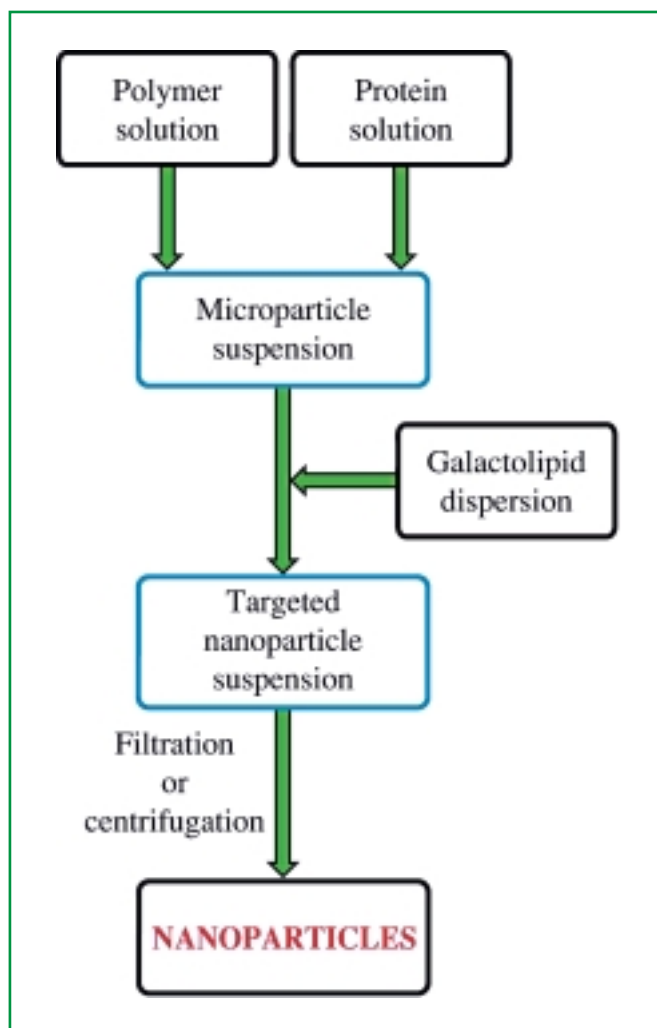 Polymer
solution
Protein
solution
Microparticle
suspension
Galactolipid
dispersion
Targeted
nanoparticle
suspension
Filtration
or
centrifugation
NANOPARTICLES